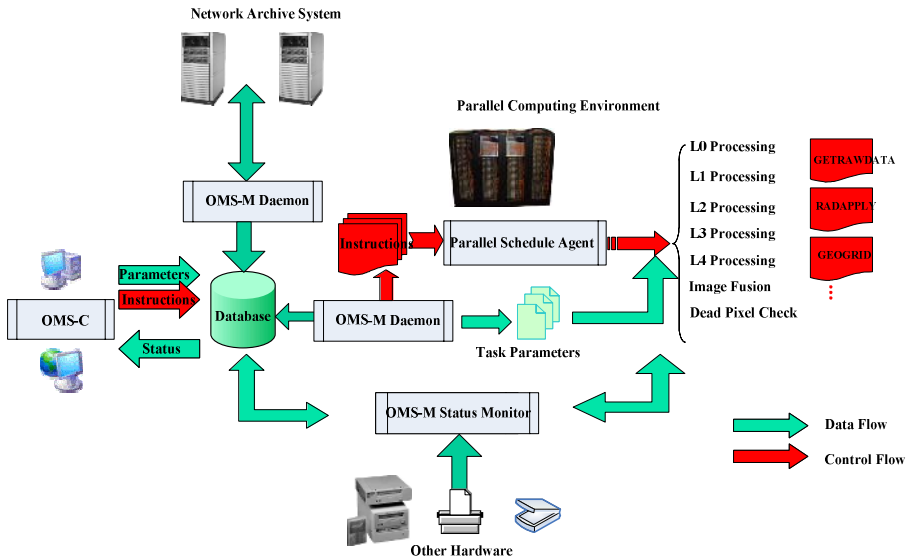 Network Archive System
Parallel Computing Environment
L0 Processing
GETRAWDATA
L1 Processing
OMS-M Daemon
L2 Processing
RADAPPLY
Instructions
Parallel Schedule Agent
L3 Processing
L4 Processing
GEOGRID
Parameters
Image Fusion
Instructions
Database
OMS-M Daemon
Dead Pixel Check
OMS-C
Status
Task Parameters
OMS-M Status Monitor
Data Flow
Control Flow
Other Hardware